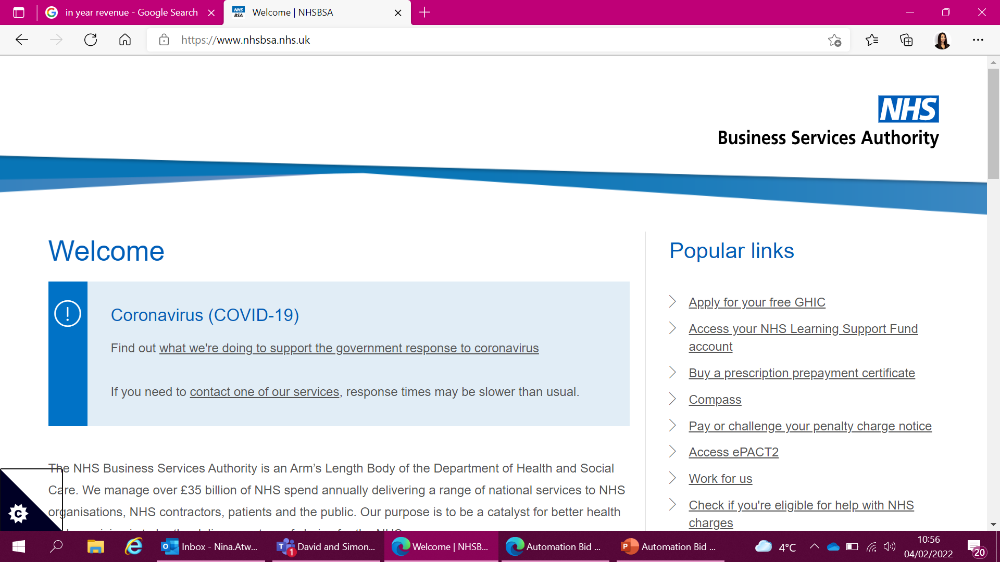 in year revenue - Google Search
NHS BSA
Welcome | NHSBSA
https://www.nhsbsa.nhs.uk
NHS
Business Services Authority
Welcome
Coronavirus (COVID-19)
Find out what we're doing to support the government response to coronavirus
If you need to contact one of our services, response times may be slower than usual.
The NHS Business Services Authority is an Arm’s Length Body of the Department of Health and Social
Care. We manage over £35 billion of NHS spend annually delivering a range of national services to NHS
organisations, NHS contractors, patients and the public. Our purpose is to be a catalyst for better health
Popular links
Apply for your free GHIC
Access your NHS Learning Support Fund
account
Buy a prescription prepayment certificate
Compass
Pay or challenge your penalty charge notice
Access ePACT2
Work for us
Check if you're eligible for help with NHS
charges
C
Inbox - Nina.Atw...
1
David and Simon...
Welcome | NHSB...
Automation Bid ...
Automation Bid ...
4°C
10:56
04/02/2022
20